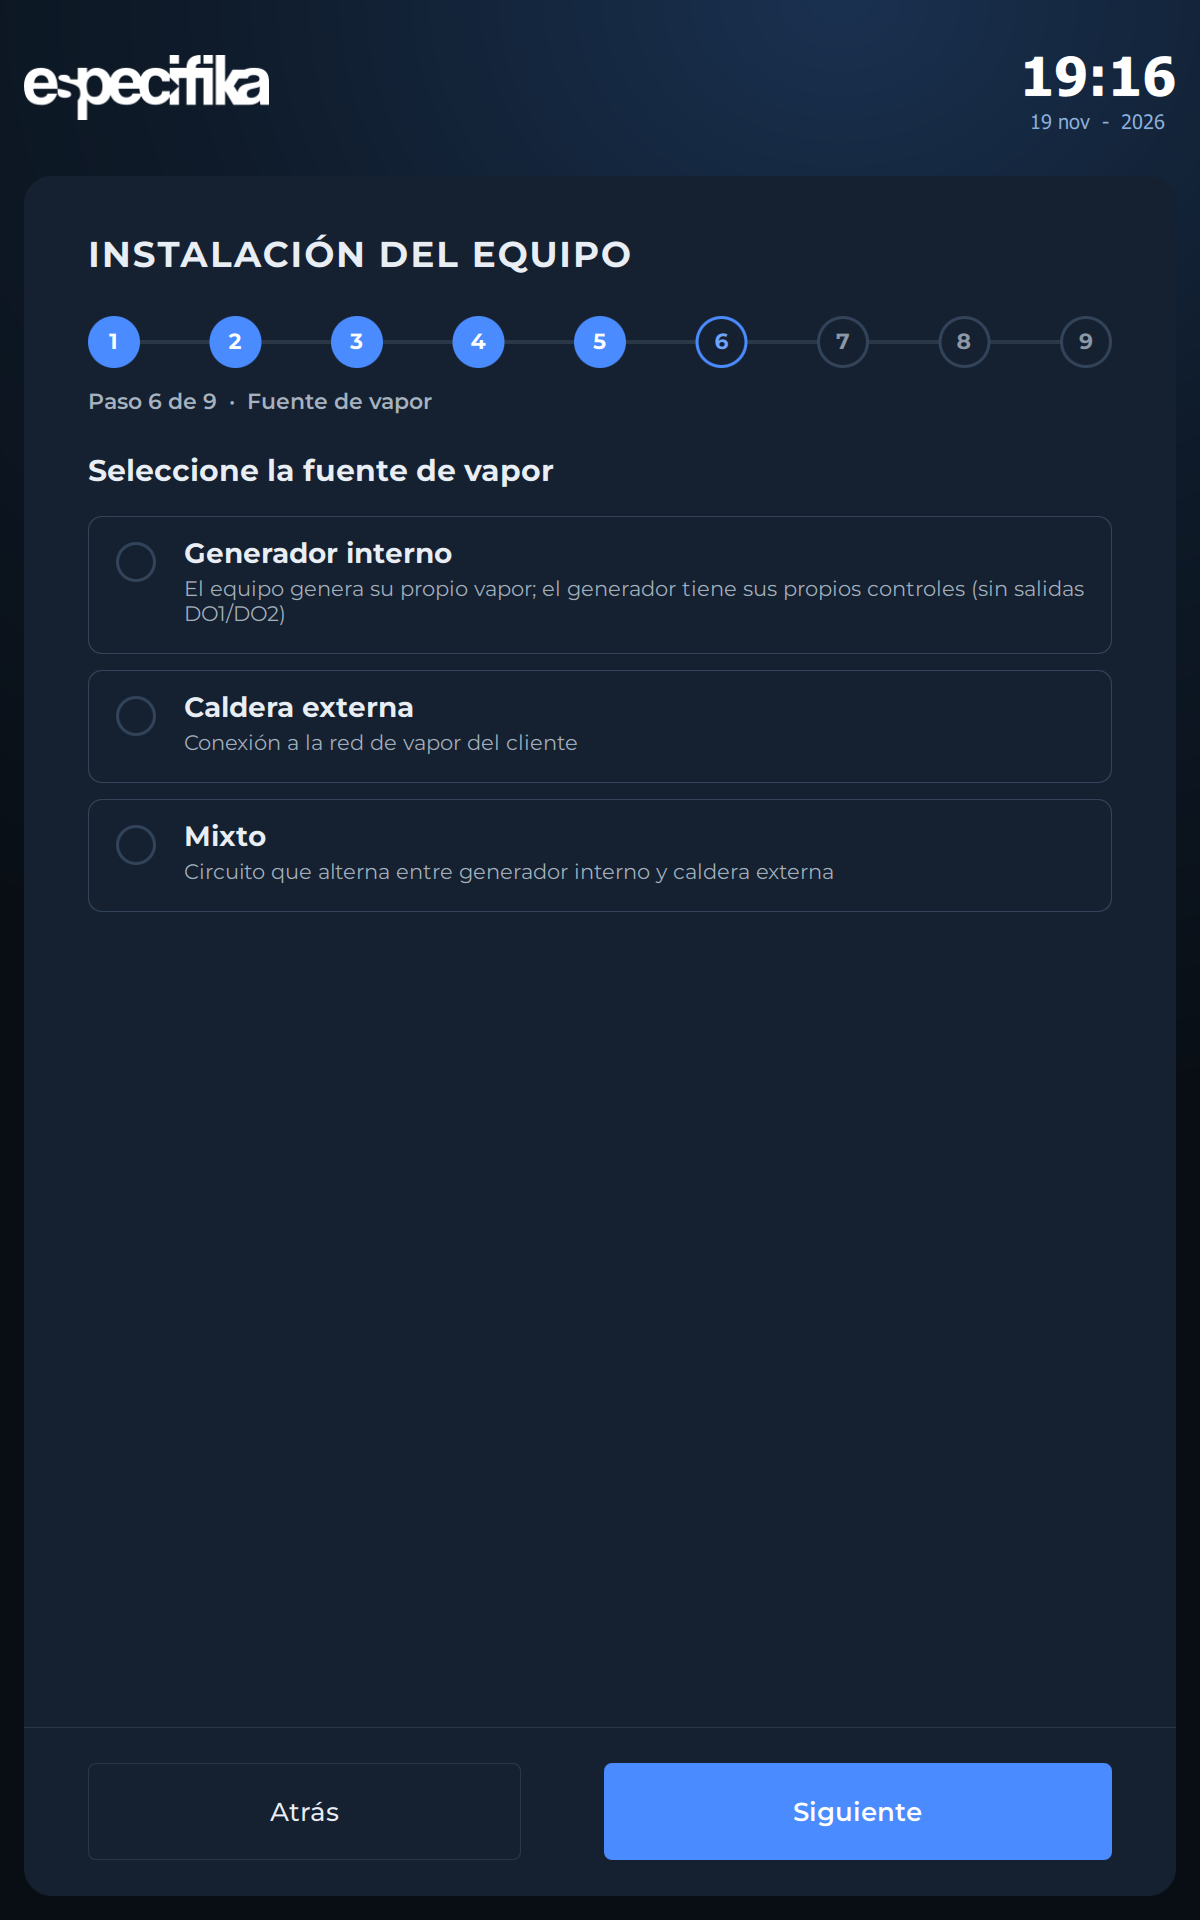 especifika
19:16
19 nov - 2026
INSTALACIÓN DEL EQUIPO
1 2 3 4 5 6 7 8 9
Paso 6 de 9 · Fuente de vapor
Seleccione la fuente de vapor
Generador interno
El equipo genera su propio vapor; el generador tiene sus propios controles (sin salidas
DO1/DO2)
Caldera externa
Conexión a la red de vapor del cliente
Mixto
Circuito que alterna entre generador interno y caldera externa
Atrás
Siguiente